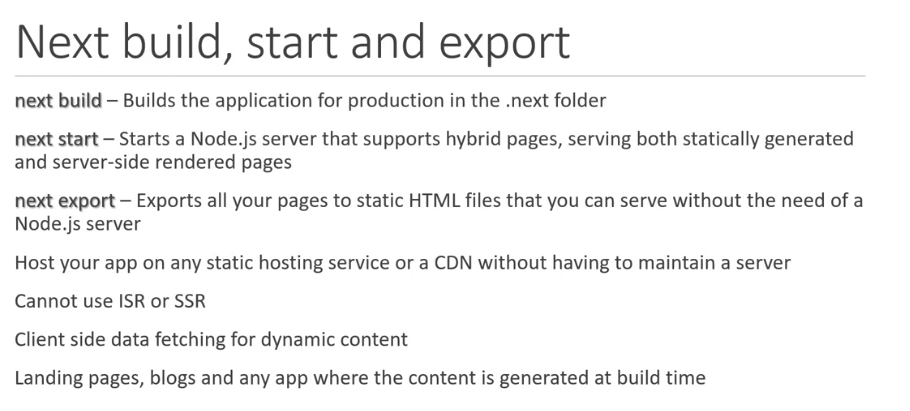 Next build, start and export
next build – Builds the application for production in the .next folder
next start – Starts a Node.js server that supports hybrid pages, serving both statically generated
and server-side rendered pages
next export – Exports all your pages to static HTML files that you can serve without the need of a
Node.js server
Host your app on any static hosting service or a CDN without having to maintain a server
Cannot use ISR or SSR
Client side data fetching for dynamic content
Landing pages, blogs and any app where the content is generated at build time